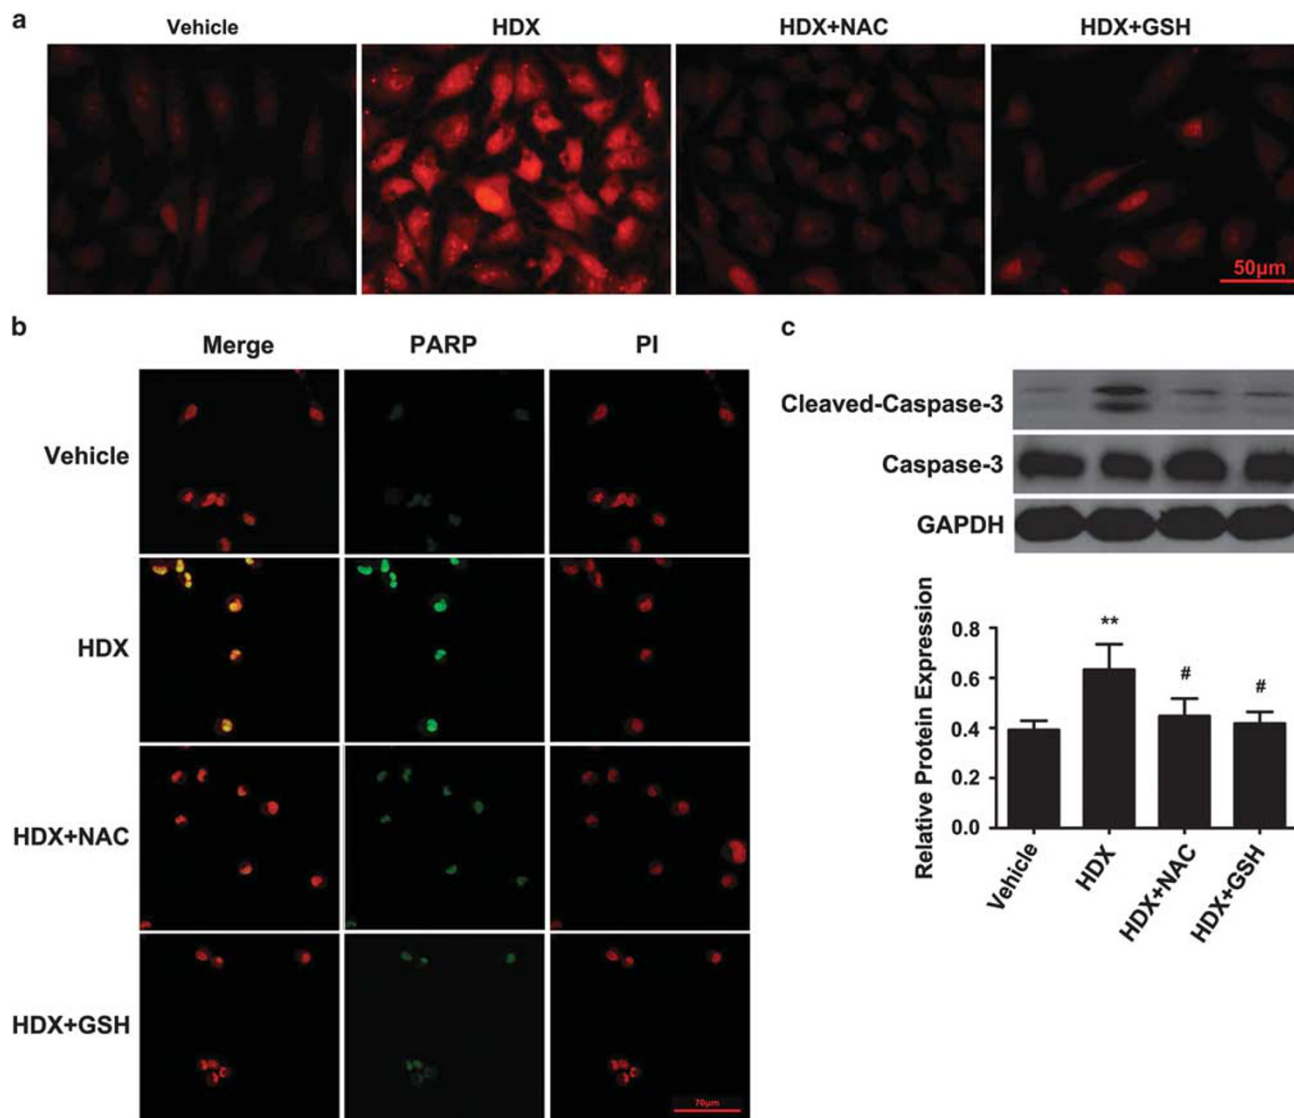 a
Vehicle HDX HDX+NAC HDX+GSH
50μm
b
Merge PARP PI
Vehicle
HDX
HDX+NAC
HDX+GSH
70μm
c
Cleaved-Caspase-3
Caspase-3
GAPDH
Relative Protein Expression
0.8
0.6
0.4
0.2
0.0
**
#
#
Vehicle
HDX
HDX+NAC
HDX+GSH